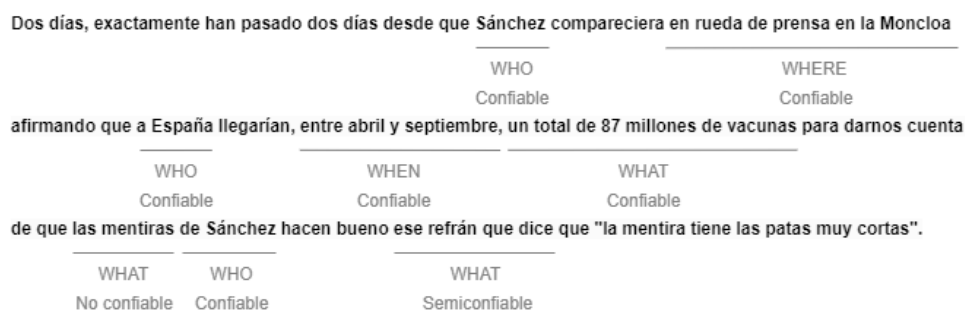 Dos días, exactamente han pasado dos días desde que Sánchez compareciera en rueda de prensa en la Moncloa
WHO WHERE
Confiable Confiable
afirmando que a España llegarían, entre abril y septiembre, un total de 87 millones de vacunas para darnos cuenta
WHO WHEN WHAT
Confiable Confiable Confiable
de que las mentiras de Sánchez hacen bueno ese refrán que dice que "la mentira tiene las patas muy cortas".
WHAT WHO WHAT
No confiable Confiable Semiconfiable